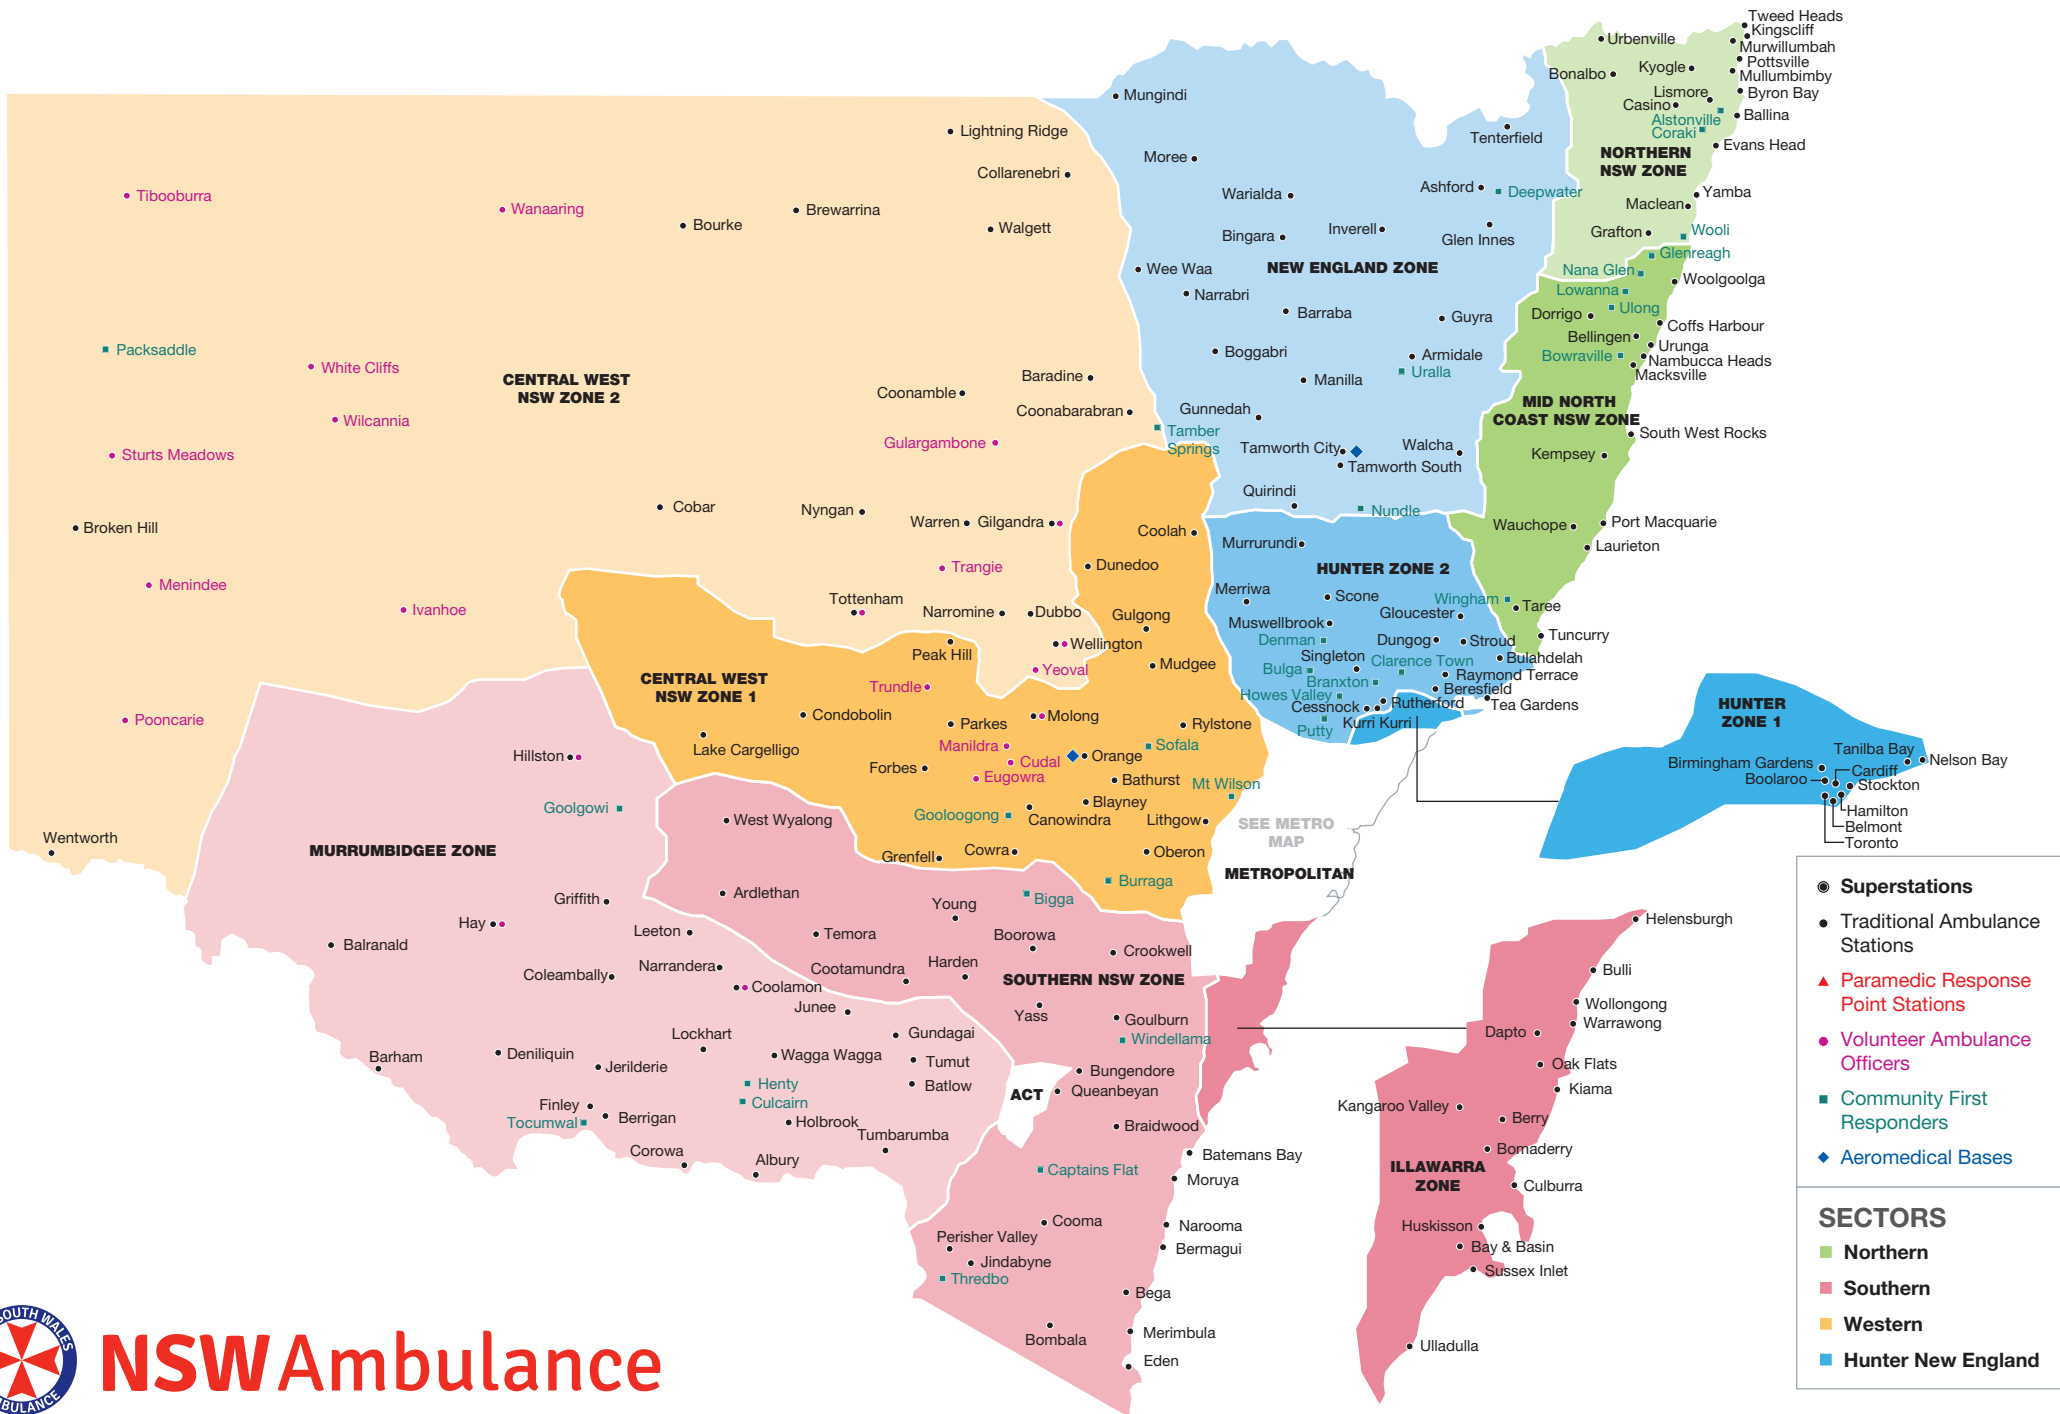 Tweed Heads
Kingscliff
Urbenville
Murwillumbah
Pottsville
Kyogle
Bonalbo
Mullumbimby
Byron Bay
Lismore
Casino
Ballina
Alstonville
Coraki
Evans Head
NORTHERN
NSW ZONE
Yamba
Maclean
Grafton
Wooli
Mungindi
Tenterfield
Moree
Ashford
Deepwater
Warialda
Bingara
Inverell
Glen Innes
NEW ENGLAND ZONE
Wee Waa
Narrabri
Barraba
Guyra
Boggabri
Armidale
Uralla
Manilla
Gunnedah
Tamber
Springs
Tamworth City
Walcha
Tamworth South
Quirindi
Nundle
Glenreagh
Nana Glen
Woolgoolga
Lowanna
Ulong
Dorrigo
Coffs Harbour
Bellingen
Urunga
Bowraville
Nambucca Heads
Macksville
MID NORTH
COAST NSW ZONE
South West Rocks
Kempsey
Wauchope
Port Macquarie
Laurieton
Wingham
Taree
Tuncurry
Lightning Ridge
Collarenebri
Tibooburra
Wanaaring
Brewarrina
Bourke
Walgett
Packsaddle
White Cliffs
CENTRAL WEST
NSW ZONE 2
Baradine
Coonamble
Coonabarabran
Wilcannia
Gulargambone
Sturts Meadows
Cobar
Nyngan
Warren
Gilgandra
Broken Hill
Trangie
Menindee
Tottenham
Ivanhoe
Narromine
Dubbo
Wellington
Yeoval
Pooncarie
Wentworth
Coolah
Dunedoo
Gulgong
Peak Hill
Mudgee
CENTRAL WEST
NSW ZONE 1
Trundle
Condobolin
Parkes
Molong
Rylstone
Lake Cargelligo
Manildra
Sofala
Cudal
Orange
Forbes
Eugowra
Bathurst
Mt Wilson
Blayney
Gooloogong
Canowindra
Lithgow
Grenfell
Cowra
Oberon
Burraga
Murrurundi
HUNTER ZONE 2
Merriwa
Scone
Gloucester
Muswellbrook
Denman
Dungog
Stroud
Singleton
Clarence Town
Bulahdelah
Bulga
Branxton
Raymond Terrace
Howes Valley
Beresfield
Cessnock
Rutherford
Tea Gardens
Kurri Kurri
Putty
HUNTER
ZONE 1
Tanilba Bay
Nelson Bay
Birmingham Gardens
Cardiff
Boolaroo
Stockton
Hamilton
Belmont
Toronto
SEE METRO
MAP
METROPOLITAN
Hillston
Goolgowi
MURRUMBIDGEE ZONE
Griffith
Hay
Leeton
Balranald
Coleambally
Narrandera
Coolamon
Junee
Lockhart
Gundagai
Barham
Deniliquin
Jerilderie
Wagga Wagga
Tumut
Henty
Batlow
Culcairn
Finley
Berrigan
Tocumwal
Holbrook
Tumbarumba
Corowa
Albury
West Wyalong
Ardlethan
Bigga
Young
Temora
Boorowa
Crookwell
Cootamundra
Harden
SOUTHERN NSW ZONE
Yass
Goulburn
Windellama
Bungendore
ACT
Queanbeyan
Braidwood
Batemans Bay
Captains Flat
Moruya
Cooma
Narooma
Perisher Valley
Bermagui
Jindabyne
Thredbo
Bega
Bombala
Merimbula
Eden
Helensburgh
Bulli
Wollongong
Warrawong
Dapto
Oak Flats
Kiama
Kangaroo Valley
Berry
Bomaderry
ILLAWARRA
ZONE
Culburra
Huskisson
Bay & Basin
Sussex Inlet
Ulladulla
Superstations
Traditional Ambulance
Stations
Paramedic Response
Point Stations
Volunteer Ambulance
Officers
Community First
Responders
Aeromedical Bases
SECTORS
Northern
Southern
Western
Hunter New England
SOUTH WALES
AMBULANCE
NSW Ambulance